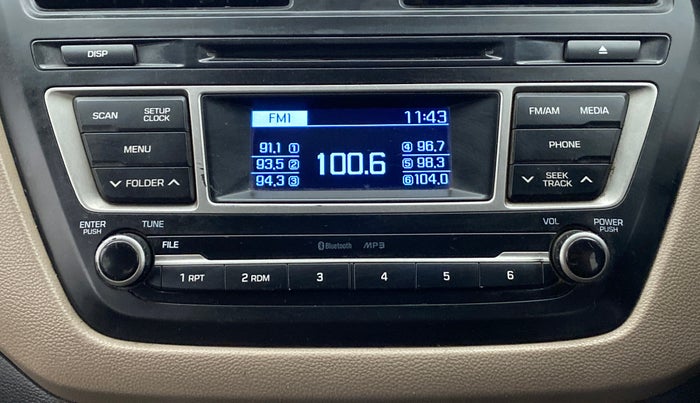 DISP
SCAN
SETUP CLOCK
MENU
FOLDER
FM1 11:43
91.1 1
93.5 2
94.3 3
100.6
4 96.7
5 98.3
6 104.0
FM/AM
MEDIA
PHONE
SEEK TRACK
ENTER PUSH
TUNE
FILE
Bluetooth
MP3
VOL
POWER PUSH
1 RPT
2 RDM
3
4
5
6